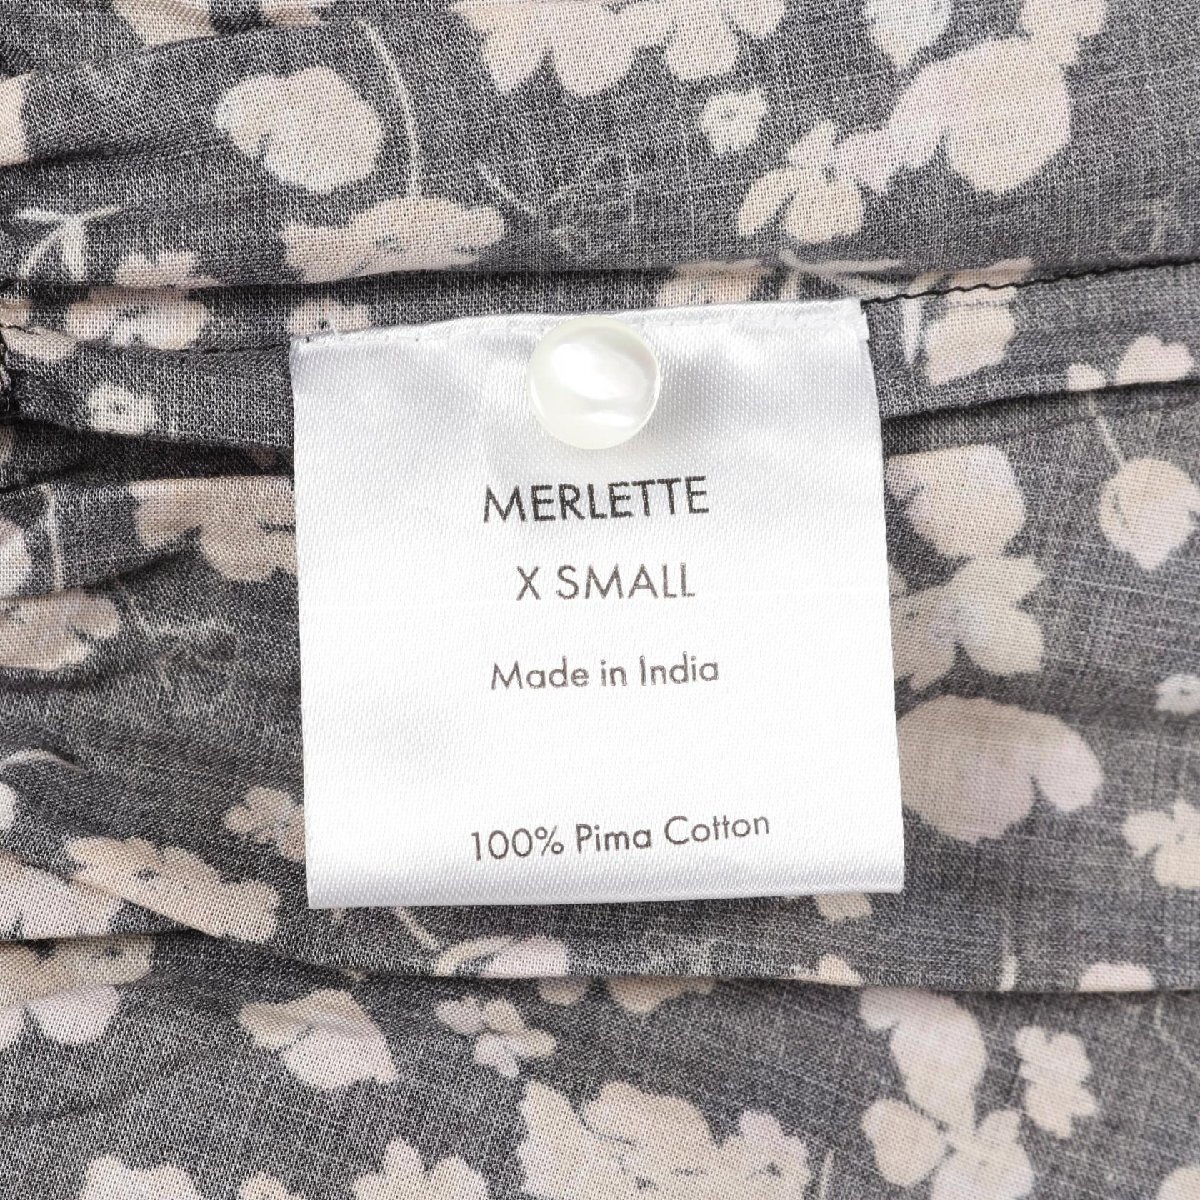 MERLETTE
X SMALL
Made in India
100% Pima Cotton